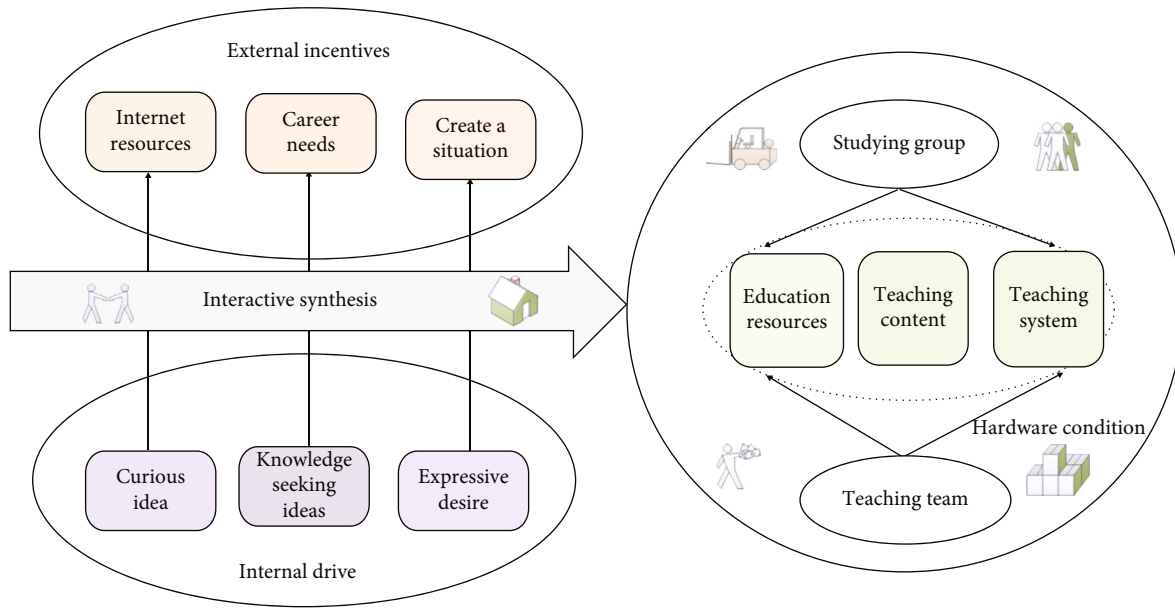 External incentives
Internet
resources
Career
needs
Create a
situation
Interactive synthesis
Curious
idea
Knowledge
seeking
ideas
Expressive
desire
Internal drive
Studying group
Education
resources
Teaching
content
Teaching
system
Hardware condition
Teaching team